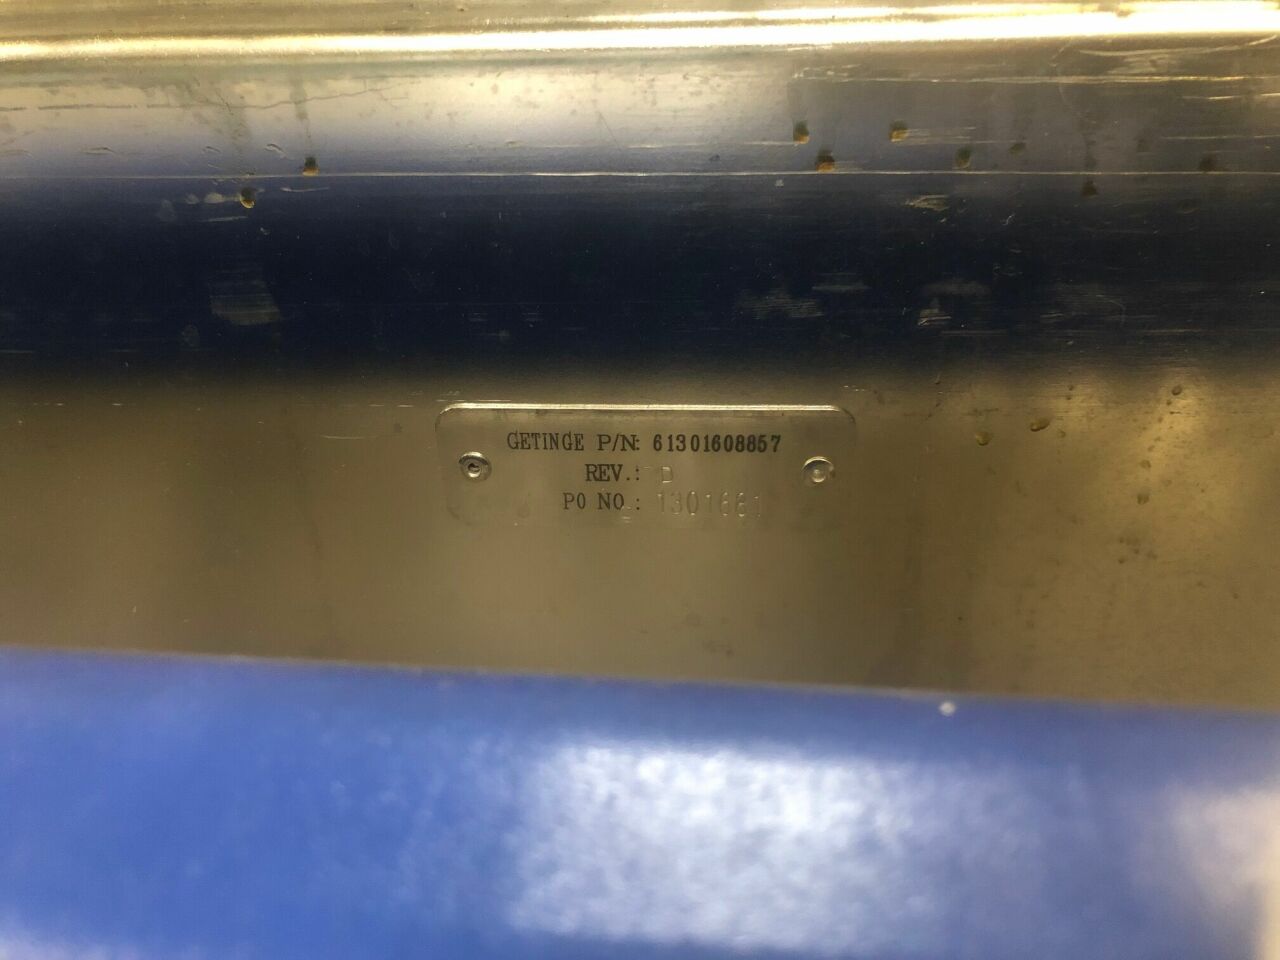 GETINGE P/N: 61301608857
REV.: D
PO NO.: 1301661